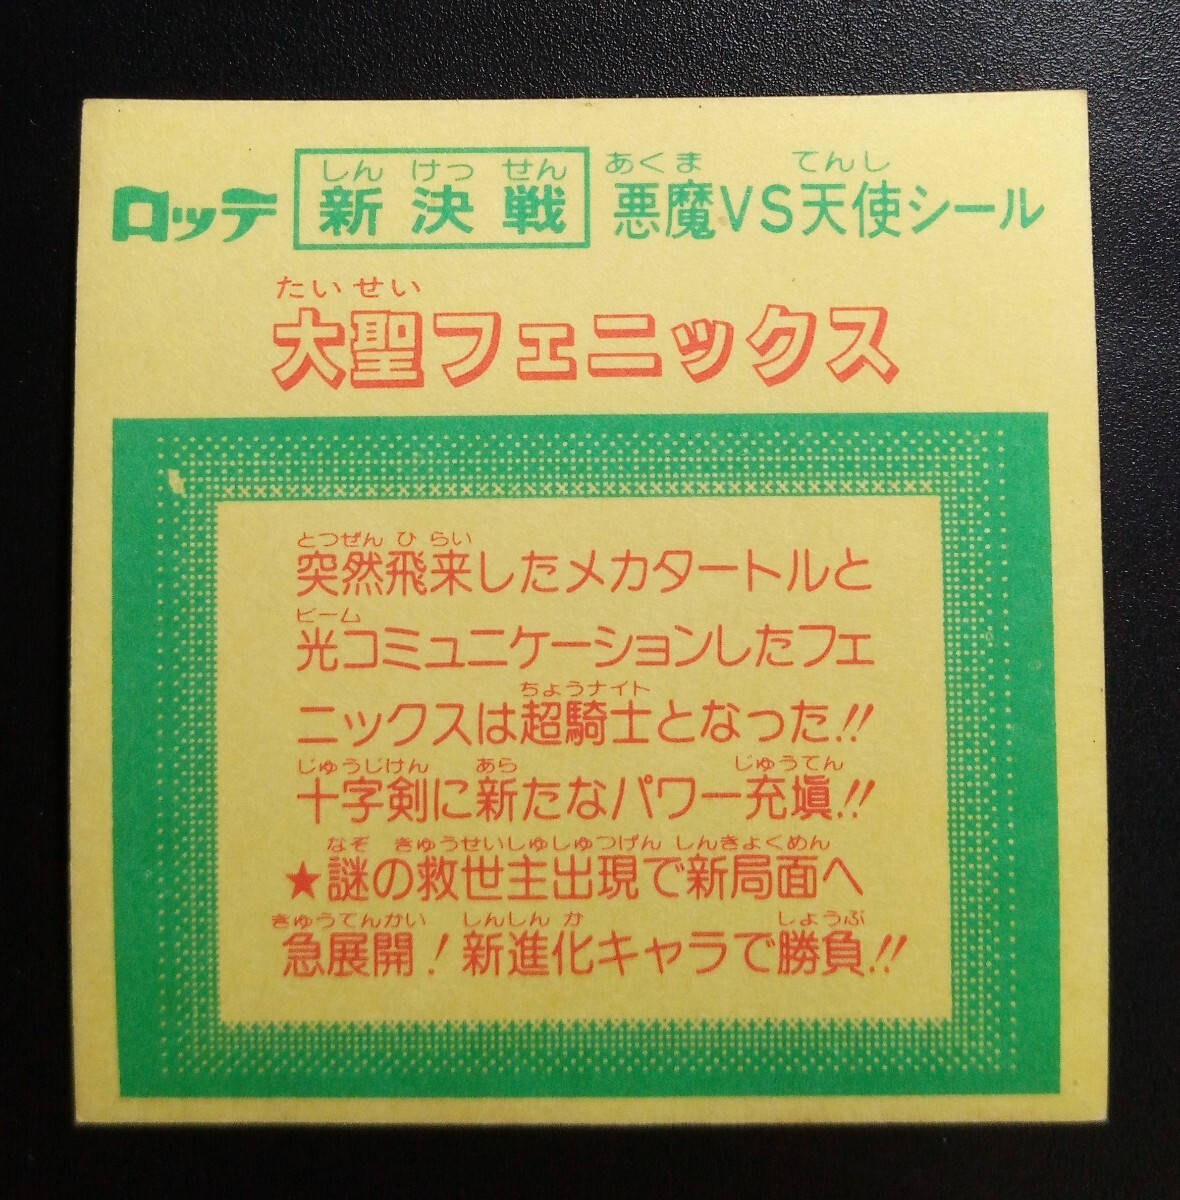 しん けつ せん あくま てんし
ロッテ 新決戦 悪魔VS天使シール
たいせい
大聖フェニックス
とつぜん ひ らい
突然飛来したメカタートルと
ビーム
光コミュニケーションしたフェ
ちょうナイト
ニックスは超騎士となった!!
じゅうじけん あら じゅうてん
十字剣に新たなパワー充塡!!
なぞ きゅうせいしゅしゅつげん しんきょくめん
★謎の救世主出現で新局面へ
きゅうてんかい しんしん か しょうぶ
急展開!新進化キャラで勝負!!